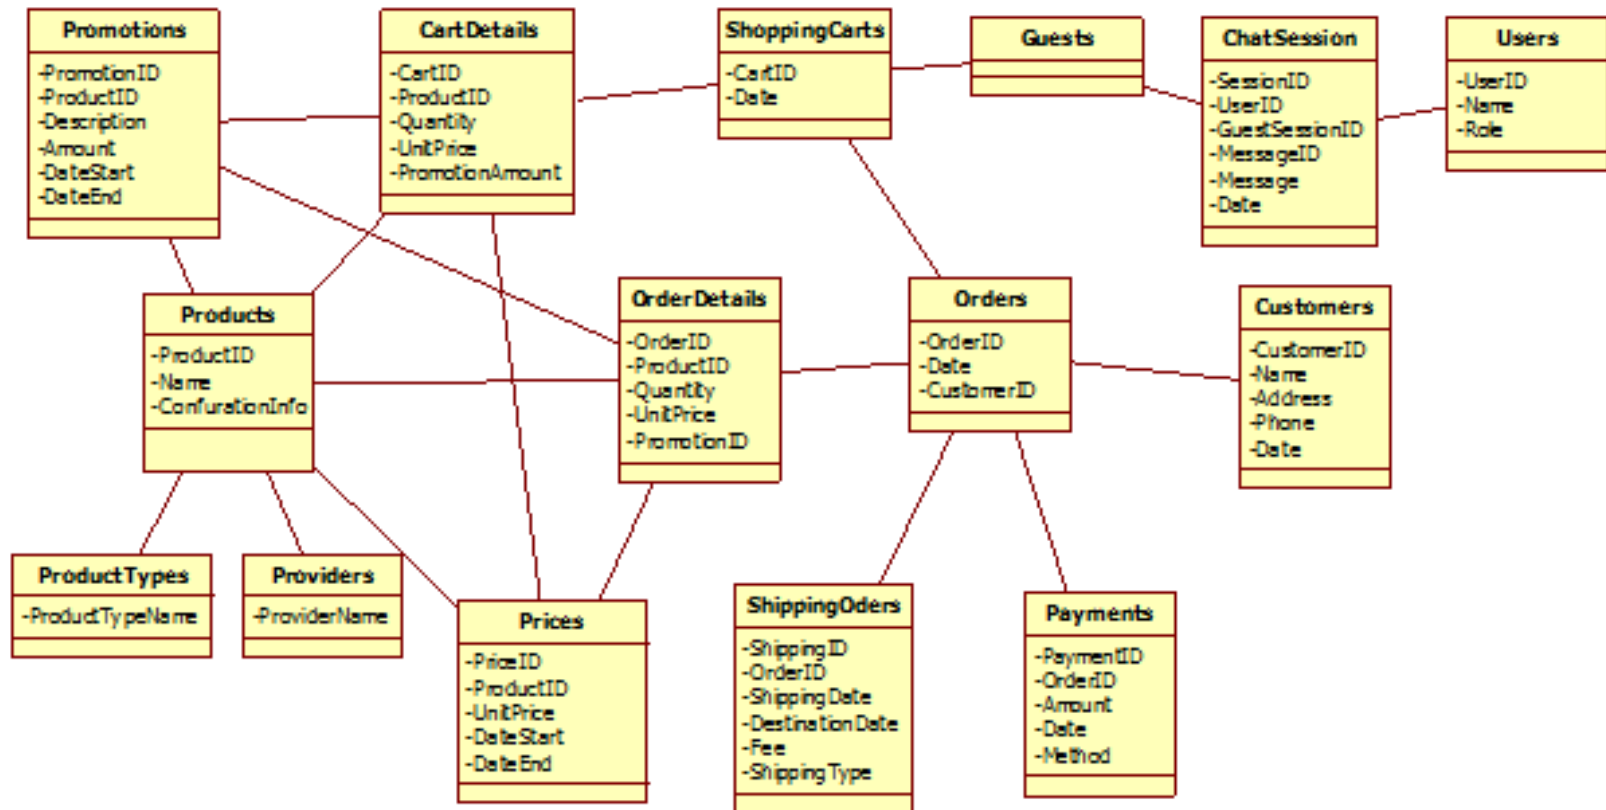 Promotions
-PromotionID
-ProductID
-Description
-Amount
-DateStart
-DateEnd
CartDetails
-CartID
-ProductID
-Quantity
-UnitPrice
-PromotionAmount
ShoppingCarts
-CartID
-Date
Guests
ChatSession
-SessionID
-UserID
-GuestSessionID
-MessageID
-Message
-Date
Users
-UserID
-Name
-Role
Products
-ProductID
-Name
-ConfurationInfo
OrderDetails
-OrderID
-ProductID
-Quantity
-UnitPrice
-PromotionID
Orders
-OrderID
-Date
-CustomerID
Customers
-CustomerID
-Name
-Address
-Phone
-Date
ProductTypes
-ProductTypeName
Providers
-ProviderName
Prices
-PriceID
-ProductID
-UnitPrice
-DateStart
-DateEnd
ShippingOders
-ShippingID
-OrderID
-ShippingDate
-DestinationDate
-Fee
-ShippingType
Payments
-PaymentID
-OrderID
-Amount
-Date
-Method